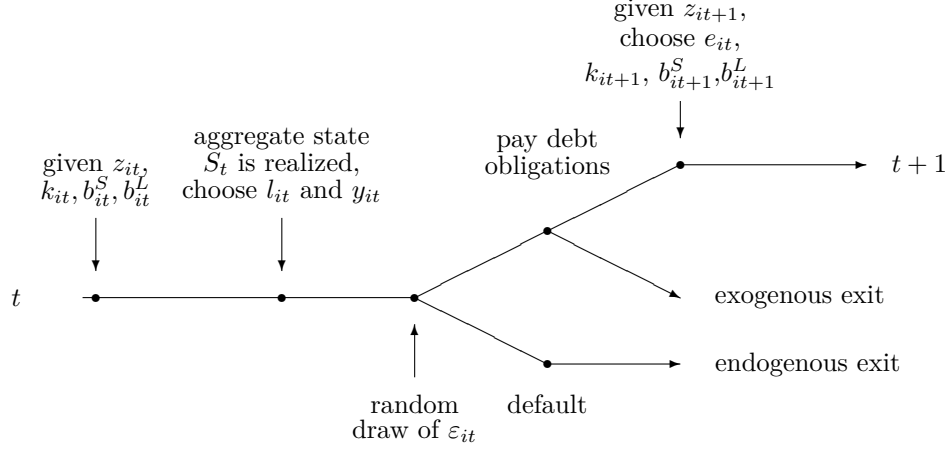 given z_{it+1},
choose e_{it},
k_{it+1}, b^S_{it+1},b^L_{it+1}
aggregate state
S_t is realized,
choose l_{it} and y_{it}
given z_{it},
k_{it}, b^S_{it}, b^L_{it}
pay debt
obligations
t + 1
t
exogenous exit
endogenous exit
random
draw of ε_{it}
default